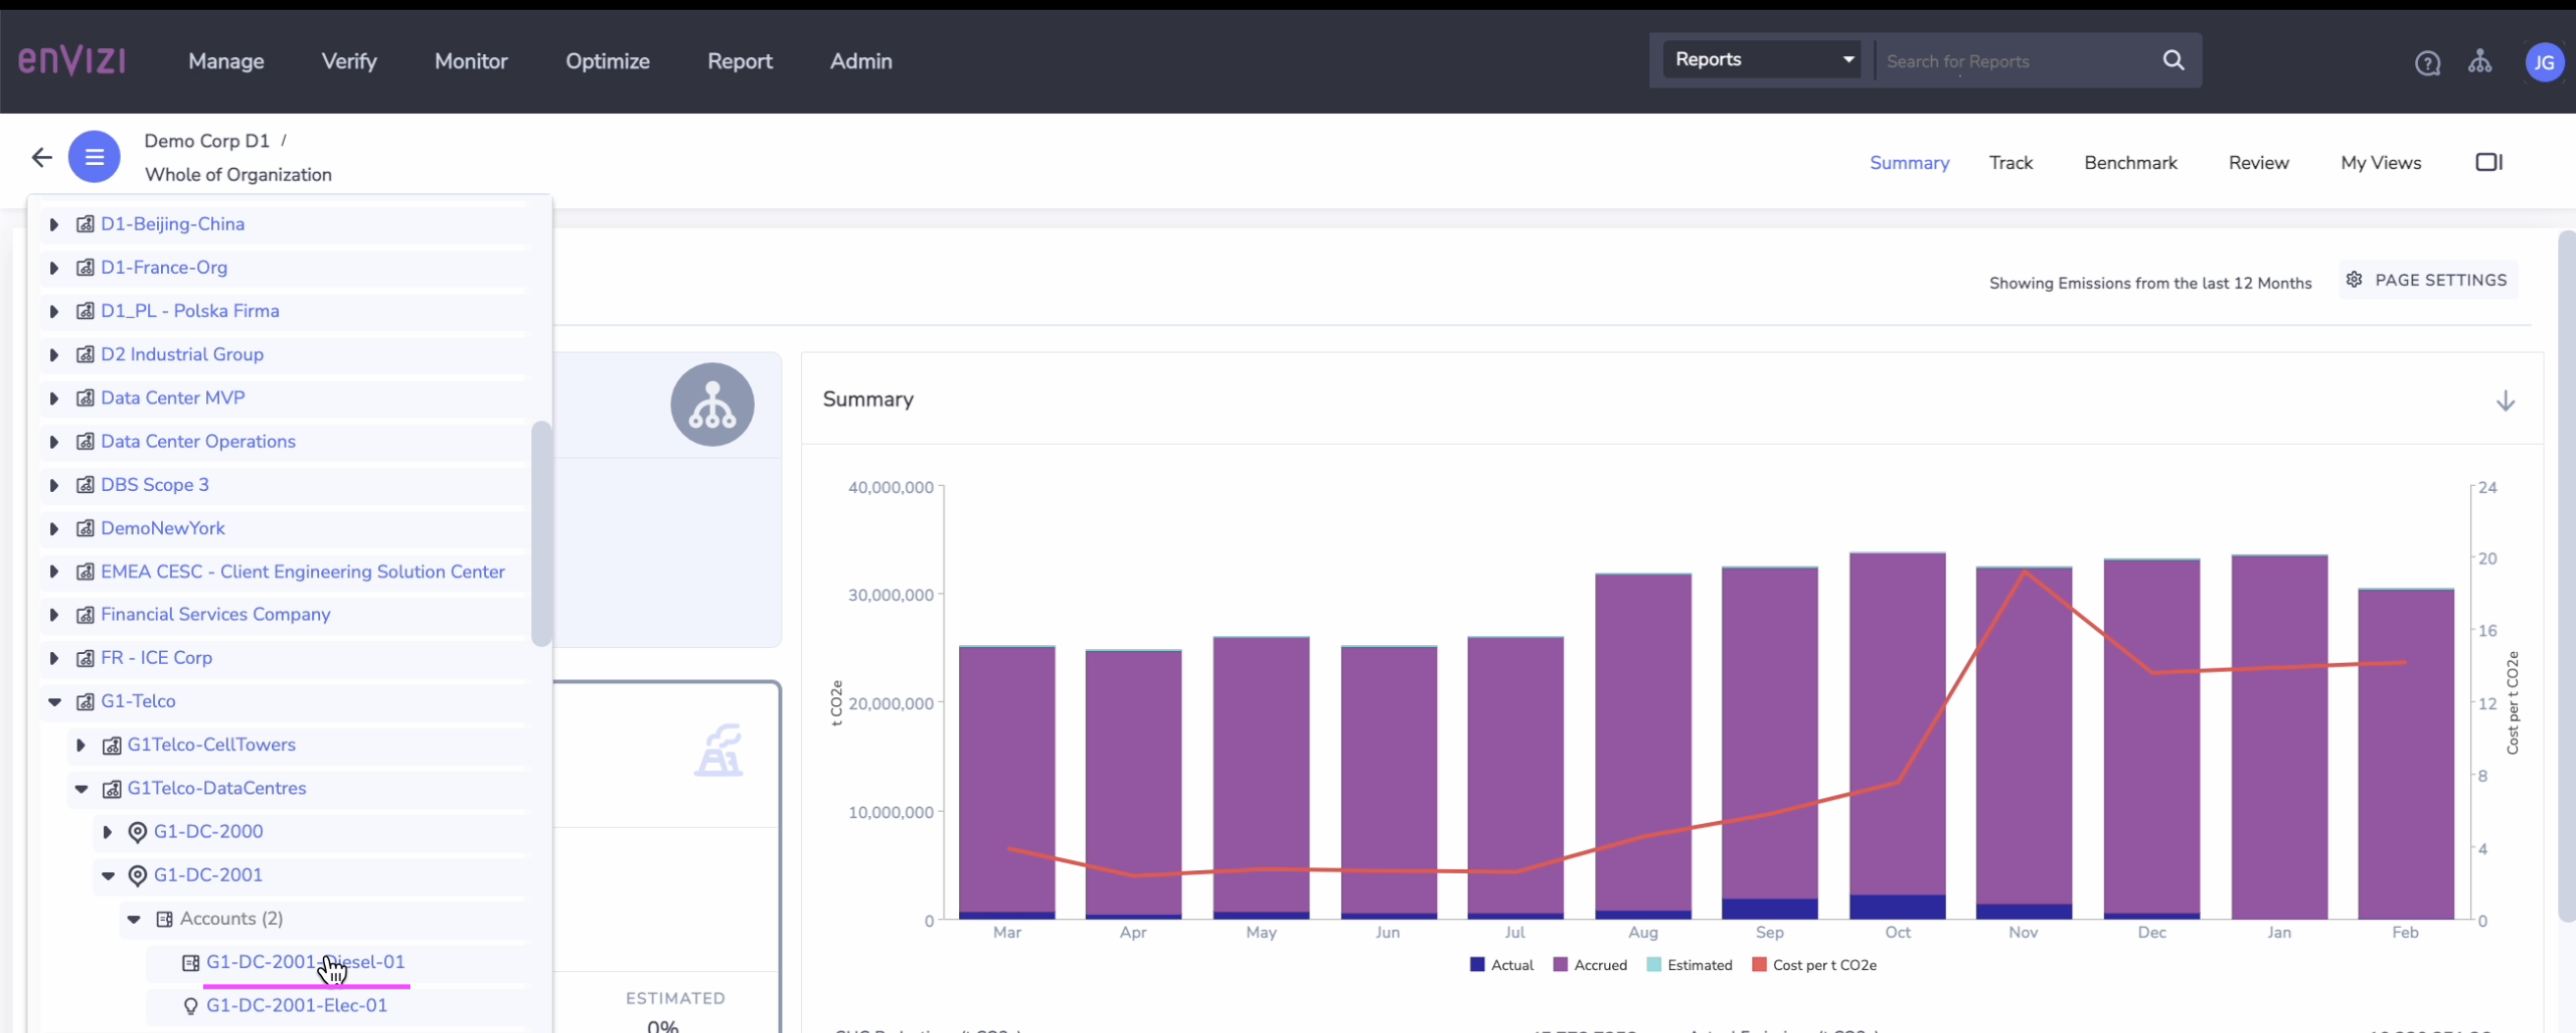 enVIZI
Manage Verify Monitor Optimize Report Admin
Reports
Search for Reports
JG
Demo Corp D1 /
Whole of Organization
Summary Track Benchmark Review My Views
D1-Beijing-China
D1-France-Org
D1_PL - Polska Firma
D2 Industrial Group
Data Center MVP
Data Center Operations
DBS Scope 3
DemoNewYork
EMEA CESC - Client Engineering Solution Center
Financial Services Company
FR - ICE Corp
G1-Telco
G1Telco-CellTowers
G1Telco-DataCentres
G1-DC-2000
G1-DC-2001
Accounts (2)
G1-DC-2001-Diesel-01
G1-DC-2001-Elec-01
Showing Emissions from the last 12 Months
PAGE SETTINGS
ESTIMATED
0%
Summary
40,000,000
30,000,000
20,000,000
10,000,000
0
t CO2e
24
20
16
12
8
4
0
Cost per t CO2e
Mar Apr May Jun Jul Aug Sep Oct Nov Dec Jan Feb
Actual Accrued Estimated Cost per t CO2e